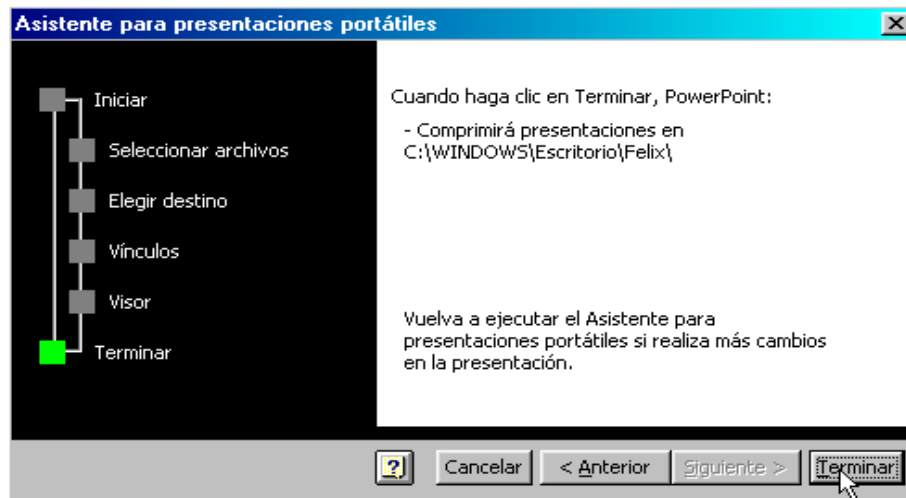 Asistente para presentaciones portátiles
Iniciar
Seleccionar archivos
Elegir destino
Vínculos
Visor
Terminar
Cuando haga clic en Terminar, PowerPoint:
- Comprimirá presentaciones en
C:\WINDOWS\Escritorio\Felix\
Vuelva a ejecutar el Asistente para
presentaciones portátiles si realiza más cambios
en la presentación.
? Cancelar < Anterior Siguiente > Terminar